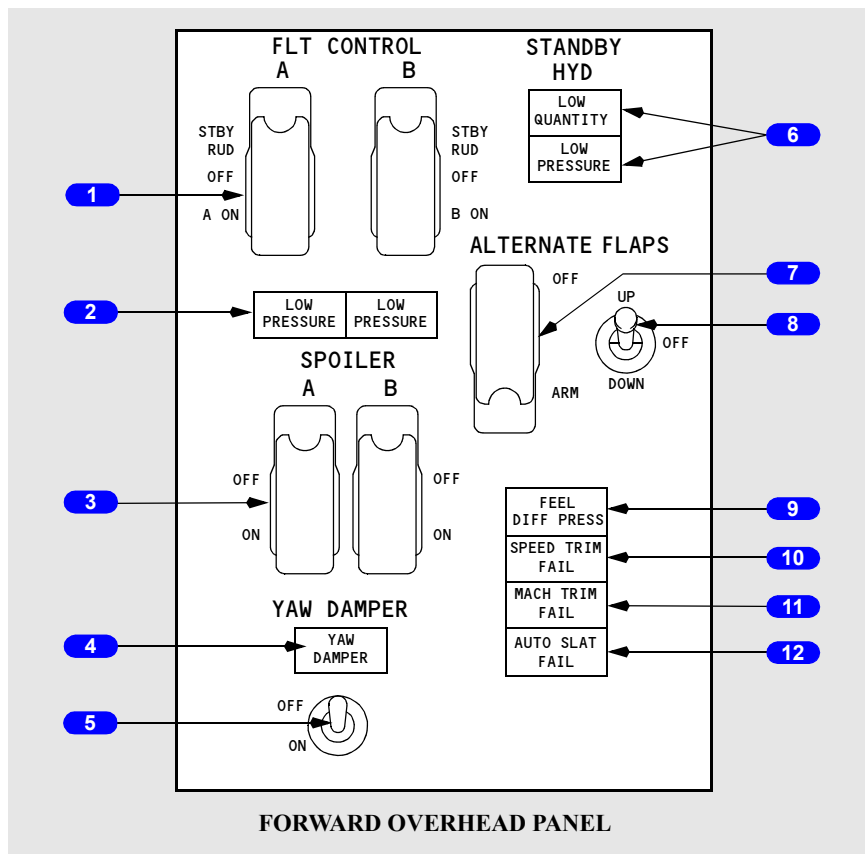 FLT CONTROL
A B
STBY RUD
OFF
A ON
STBY RUD
OFF
B ON
STANDBY
HYD
LOW
QUANTITY
LOW
PRESSURE
6
1
ALTERNATE FLAPS
OFF
ARM
7
UP
OFF
DOWN
8
2
LOW
PRESSURE
LOW
PRESSURE
SPOILER
A B
OFF
ON
OFF
ON
3
FEEL
DIFF PRESS
9
SPEED TRIM
FAIL
10
MACH TRIM
FAIL
11
AUTO SLAT
FAIL
12
YAW DAMPER
YAW
DAMPER
4
OFF
ON
5
FORWARD OVERHEAD PANEL